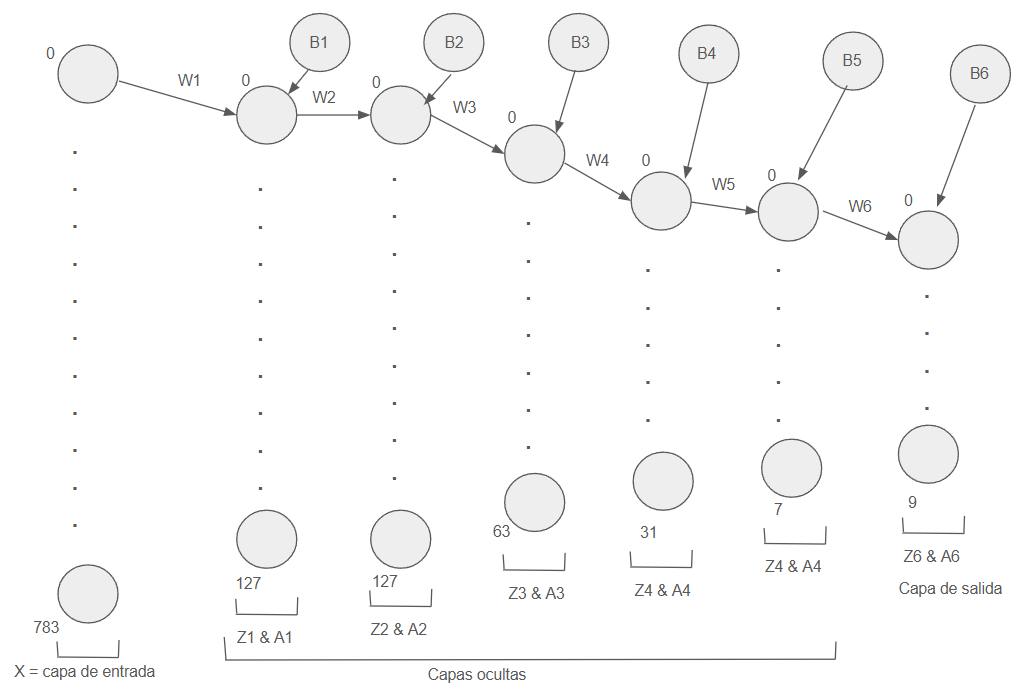 B1
B2
B3
B4
B5
B6
0
W1
0
W2
0
W3
0
W4
0
W5
0
W6
0
783
127
127
63
31
7
9
X = capa de entrada
Z1 & A1
Z2 & A2
Z3 & A3
Z4 & A4
Z4 & A4
Z6 & A6
Capa de salida
Capas ocultas